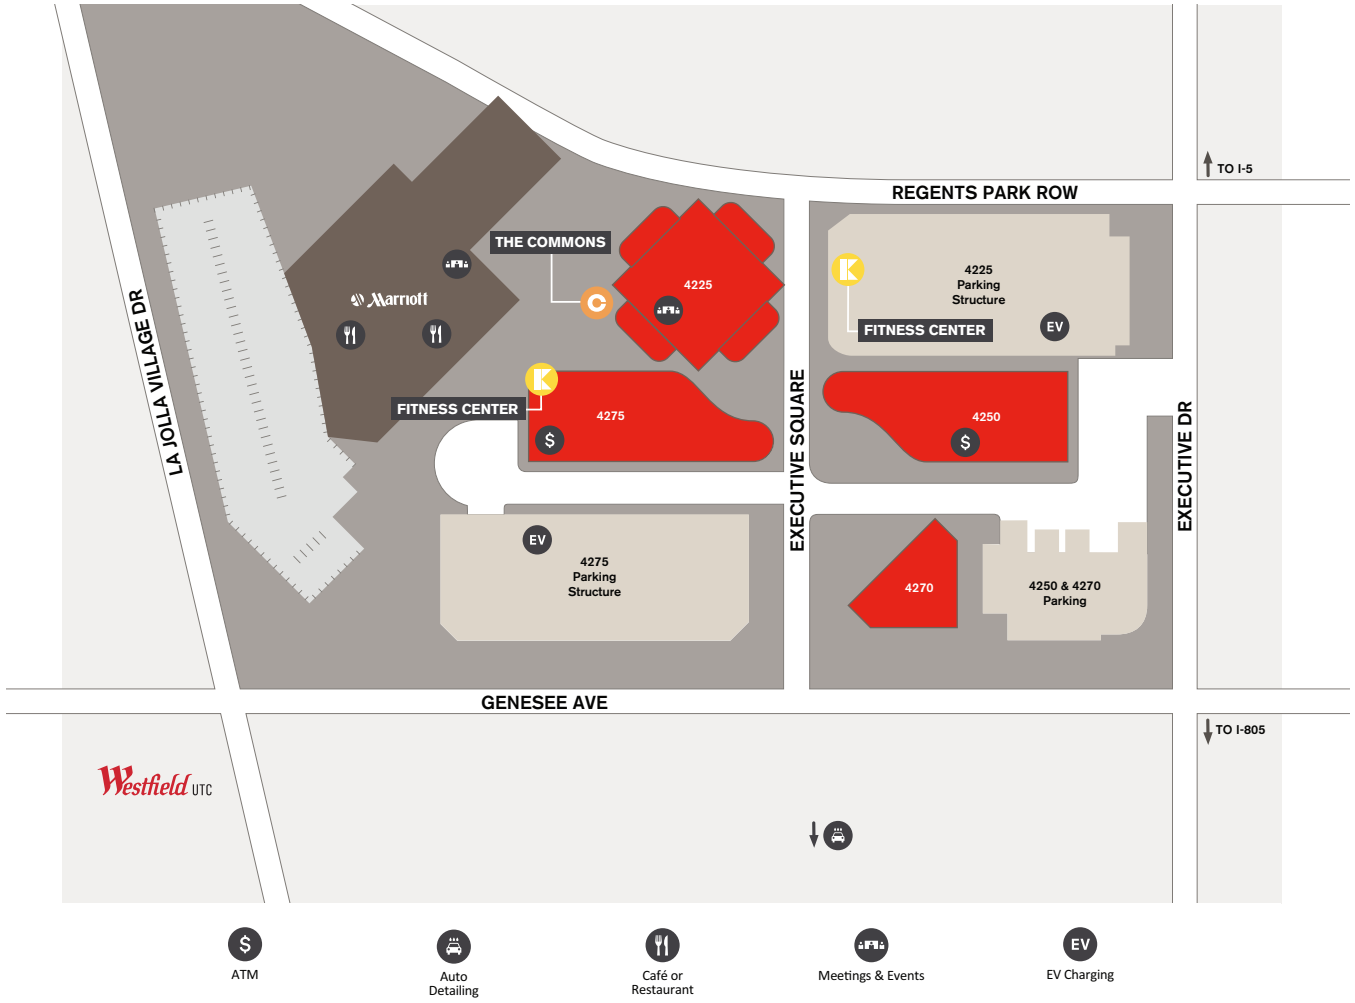 TO I-5
REGENTS PARK ROW
THE COMMONS
4225
4225
Parking
Structure
FITNESS CENTER
EV
Marriott
LA JOLLA VILLAGE DR
FITNESS CENTER
4275
$
EXECUTIVE SQUARE
4250
$
EXECUTIVE DR
EV
4275
Parking
Structure
4270
4250 & 4270
Parking
GENESEE AVE
TO I-805
Westfield UTC
$
ATM
Auto
Detailing
Café or
Restaurant
Meetings & Events
EV
EV Charging